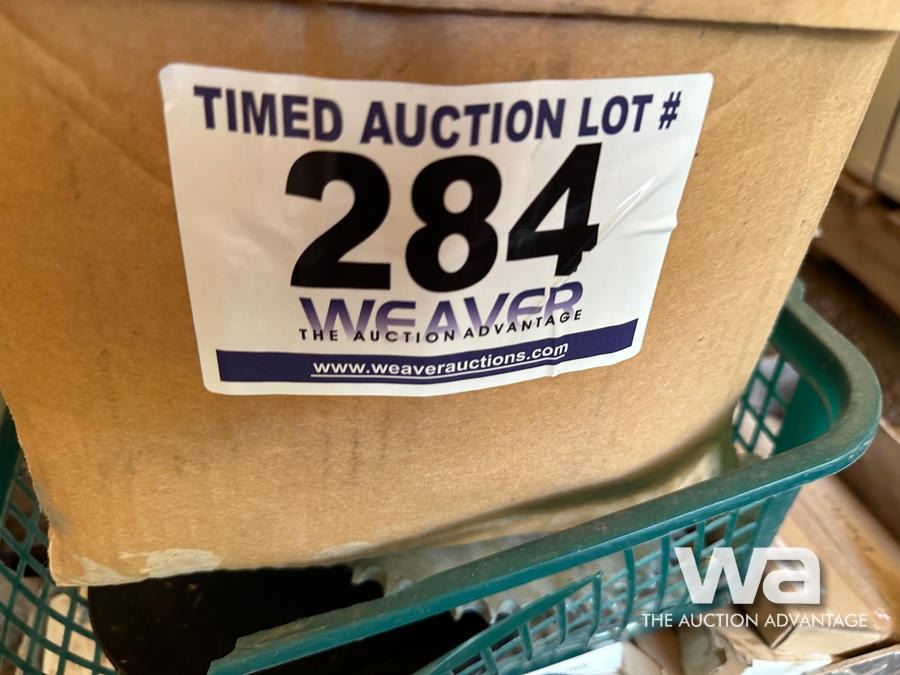 TIMED AUCTION LOT #
284
WEAVER
THE AUCTION ADVANTAGE
www.weaverauctions.com
wa
THE AUCTION ADVANTAGE